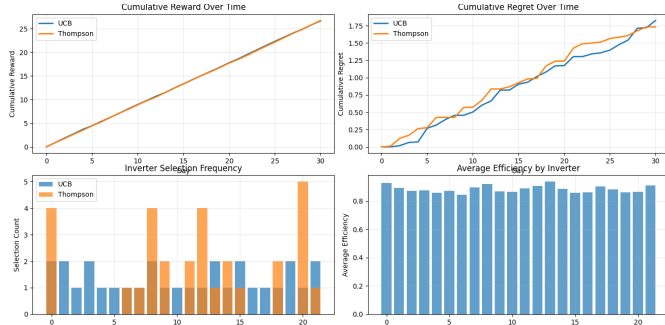 Cumulative Reward Over Time
UCB
Thompson
Cumulative Reward
25
20
15
10
5
0
0 5 10 15 20 25 30
Day
Cumulative Regret Over Time
UCB
Thompson
Cumulative Regret
1.75
1.50
1.25
1.00
0.75
0.50
0.25
0.00
0 5 10 15 20 25 30
Day
Inverter Selection Frequency
UCB
Thompson
Selection Count
5
4
3
2
1
0
0 5 10 15 20
Average Efficiency by Inverter
Average Efficiency
0.8
0.6
0.4
0.2
0.0
0 5 10 15 20